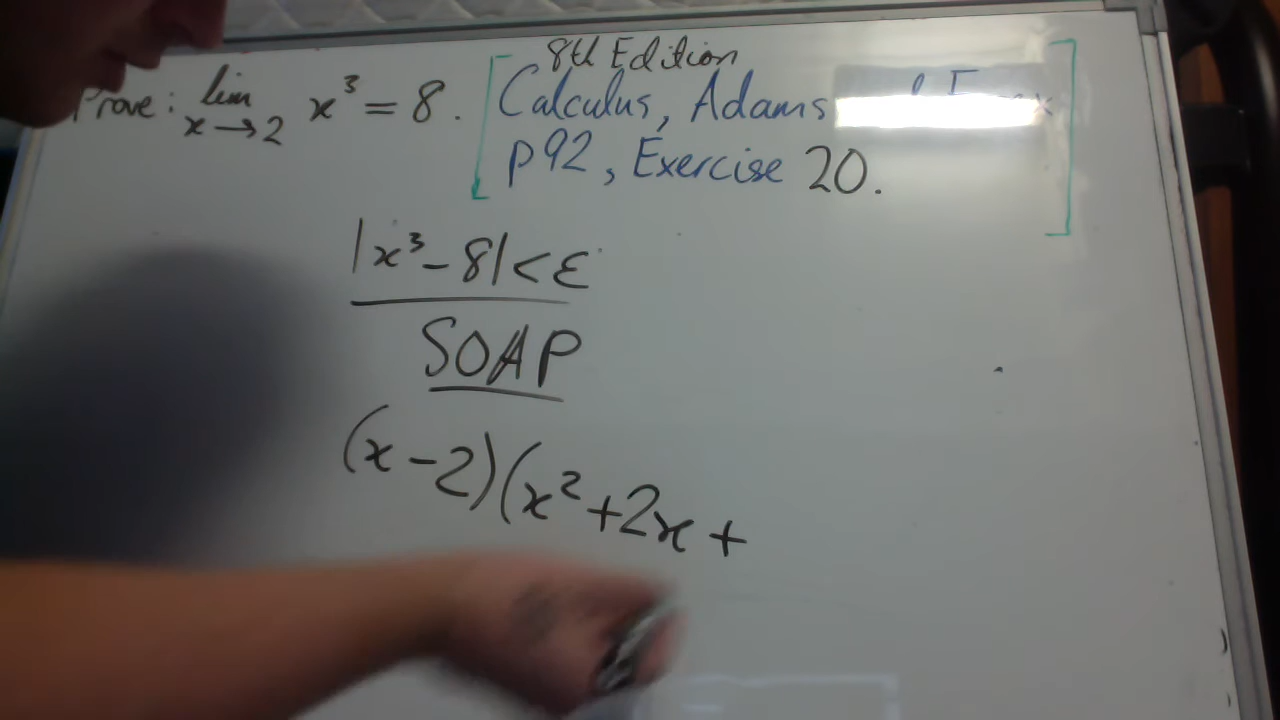 8th Edition
Prove: lim x→2 x³ = 8. [Calculus, Adams
p92, Exercise 20.]
|x³-8|<ε
SOAP
(x-2)(x²+2x+